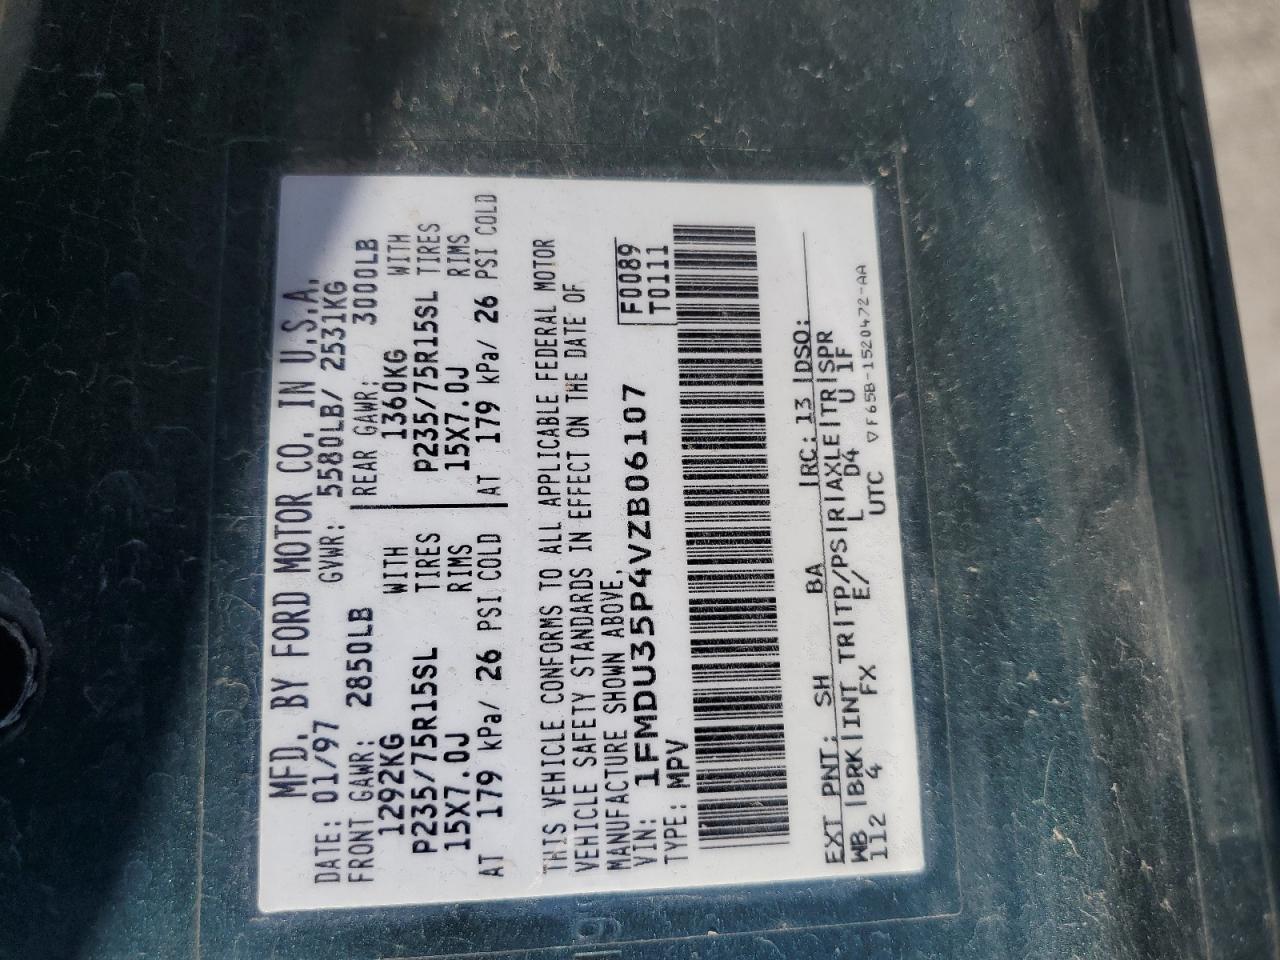 MFD. BY FORD MOTOR CO. IN U.S.A.
DATE: 01/97 GVWR: 5580LB/ 2531KG
FRONT GAWR: 2850LB REAR GAWR: 3000LB
1292KG WITH 1360KG WITH
P235/75R15SL TIRES P235/75R15SL TIRES
15X7.0J RIMS 15X7.0J RIMS
AT 179 kPa/ 26 PSI COLD AT 179 kPa/ 26 PSI COLD
THIS VEHICLE CONFORMS TO ALL APPLICABLE FEDERAL MOTOR
VEHICLE SAFETY STANDARDS IN EFFECT ON THE DATE OF
MANUFACTURE SHOWN ABOVE.
VIN: 1FMDU35P4VZB06107 F0089
TYPE: MPV T0111
EXT PNT: SH BA RC: 13 DSO:
WB BRK INT TR TP/PS R AXLE TR SPR
112 4 FX E/ L D4 U 1F
UTC ▽F65B-1520472-AA